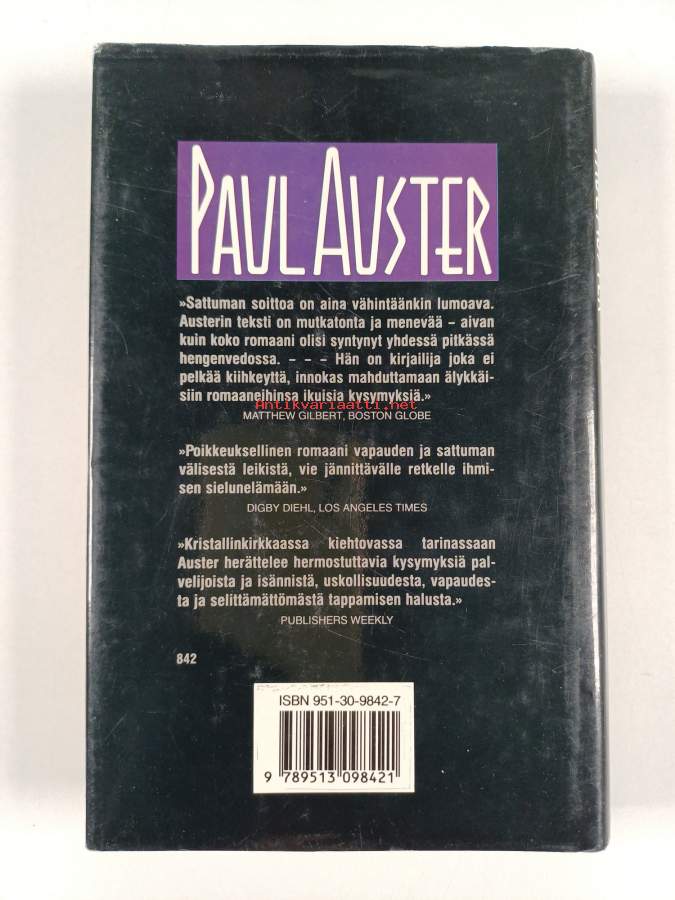 PAUL AUSTER
»Sattuman soittoa on aina vähintäänkin lumoava.
Austerin teksti on mutkatonta ja menevää – aivan
kuin koko romaani olisi syntynyt yhdessä pitkässä
hengenvedossa. – – – Hän on kirjailija joka ei
pelkää kiihkeyttä, innokas mahduttamaan älykkäi-
siin romaaneihinsa ikuisia kysymyksiä.»
Antikvariaatti.net
MATTHEW GILBERT, BOSTON GLOBE
»Poikkeuksellinen romaani vapauden ja sattuman
välisestä leikistä, vie jännittävälle retkelle ihmi-
sen sielunelämään.»
DIGBY DIEHL, LOS ANGELES TIMES
»Kristallinkirkkaassa kiehtovassa tarinassaan
Auster herättelee hermostuttavia kysymyksiä pal-
velijoista ja isännistä, uskollisuudesta, vapaudes-
ta ja selittämättömästä tappamisen halusta.»
PUBLISHERS WEEKLY
842
ISBN 951-30-9842-7
9 789513 098421